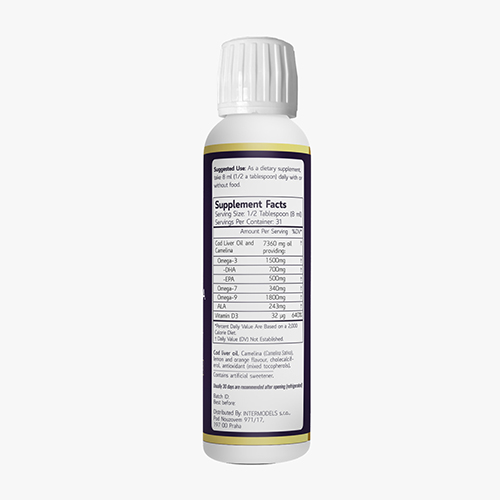 Suggested Use: As a dietary supplement,
take 8 ml (1/2 a tablespoon) daily with or
without food.
Supplement Facts
Serving Size: 1/2 Tablespoon (8 ml)
Servings Per Container: 31
Amount Per Serving %DV*
Cod Liver Oil and 7360 mg oil †
Camelina providing:
Omega-3 1500mg †
-DHA 700mg †
-EPA 500mg †
Omega-7 340mg †
Omega-9 1800mg †
ALA 243mg †
Vitamin D3 32 µg 640%
*Percent Daily Value Are Based on a 2,000
Calorie Diet.
† Daily Value (DV) Not Established.
Cod liver oil, Camelina (Camelina Sativa),
lemon and orange flavour, cholecalcif-
erol, antioxidant (mixed tocopherols).
Contains artificial sweetener.
Usually 30 days are recommended after opening (refrigerated)
Batch ID
Best before
Distributed By: INTERMODELS s.r.o.,
Pod Nouzovem 971/17,
197 00 Praha